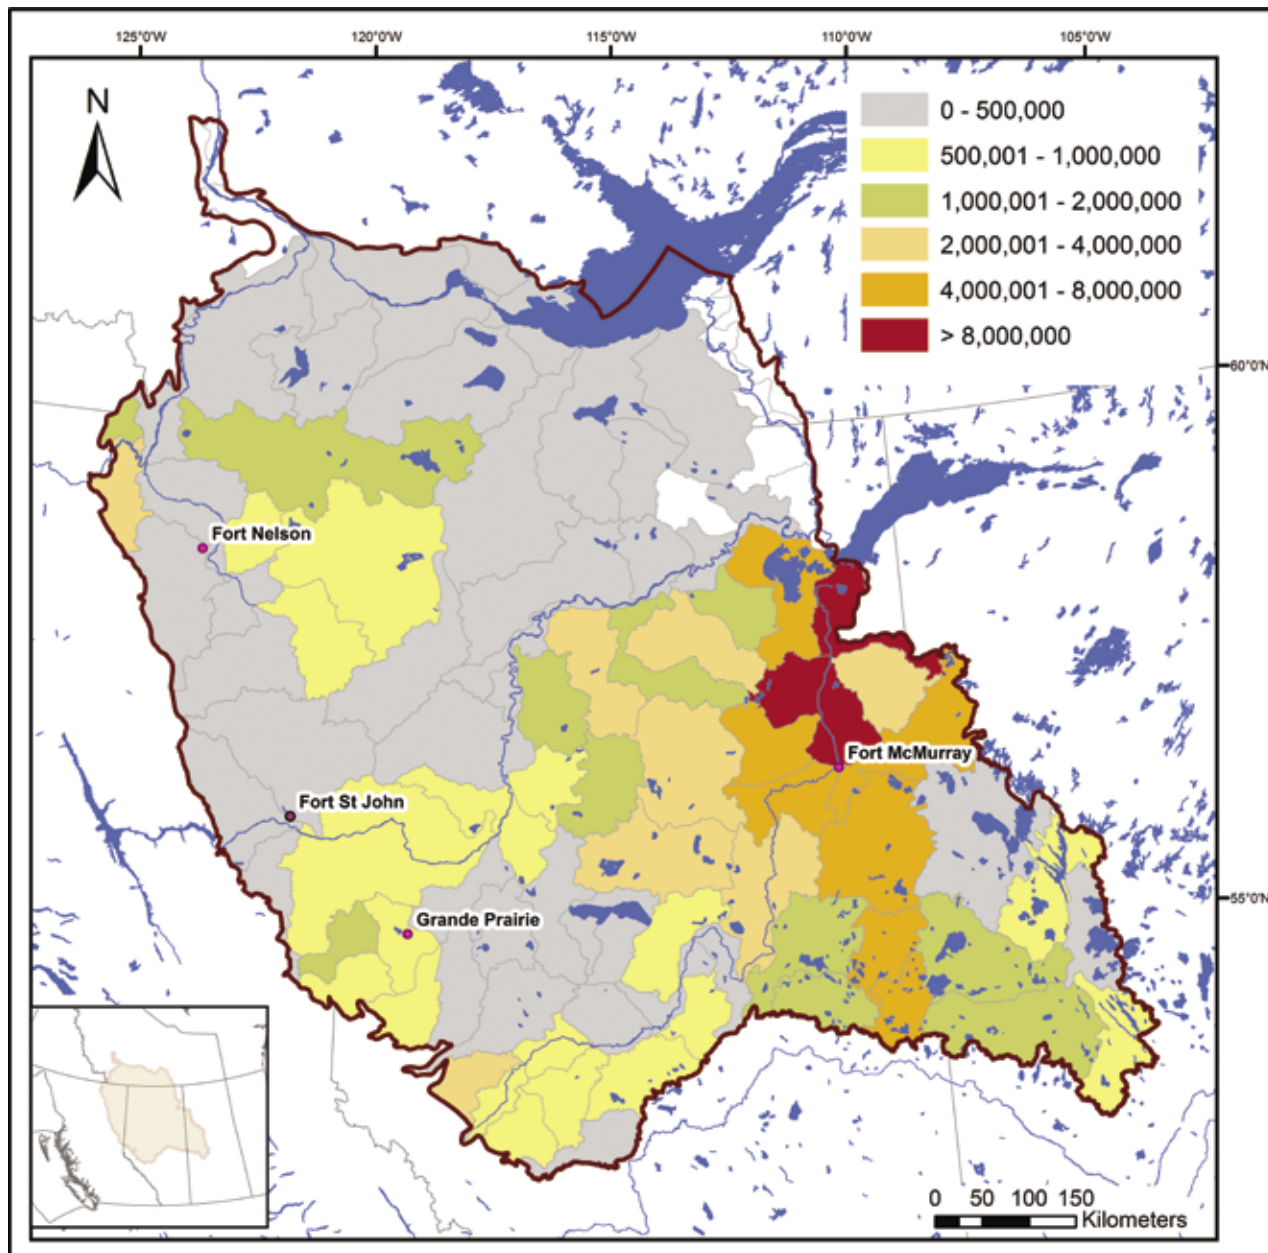 125°0'W 120°0'W 115°0'W 110°0'W 105°0'W
N
0 - 500,000
500,001 - 1,000,000
1,000,001 - 2,000,000
2,000,001 - 4,000,000
4,000,001 - 8,000,000
> 8,000,000
60°0'N
Fort Nelson
Fort McMurray
Fort St John
55°0'N
Grande Prairie
0 50 100 150
Kilometers